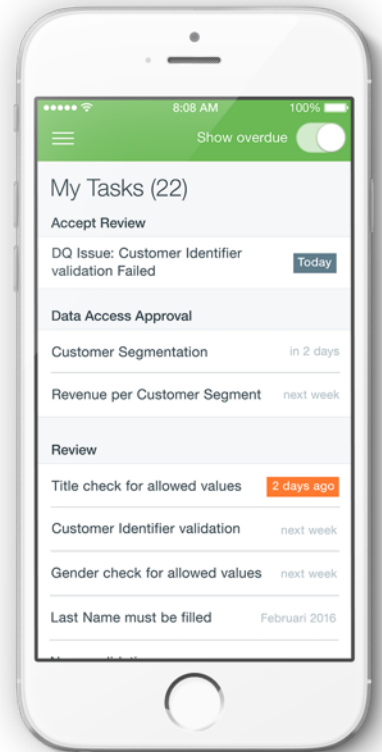 8:08 AM 100%
Show overdue
My Tasks (22)
Accept Review
DQ Issue: Customer Identifier
validation Failed
Today
Data Access Approval
Customer Segmentation in 2 days
Revenue per Customer Segment next week
Review
Title check for allowed values 2 days ago
Customer Identifier validation next week
Gender check for allowed values next week
Last Name must be filled Februari 2016